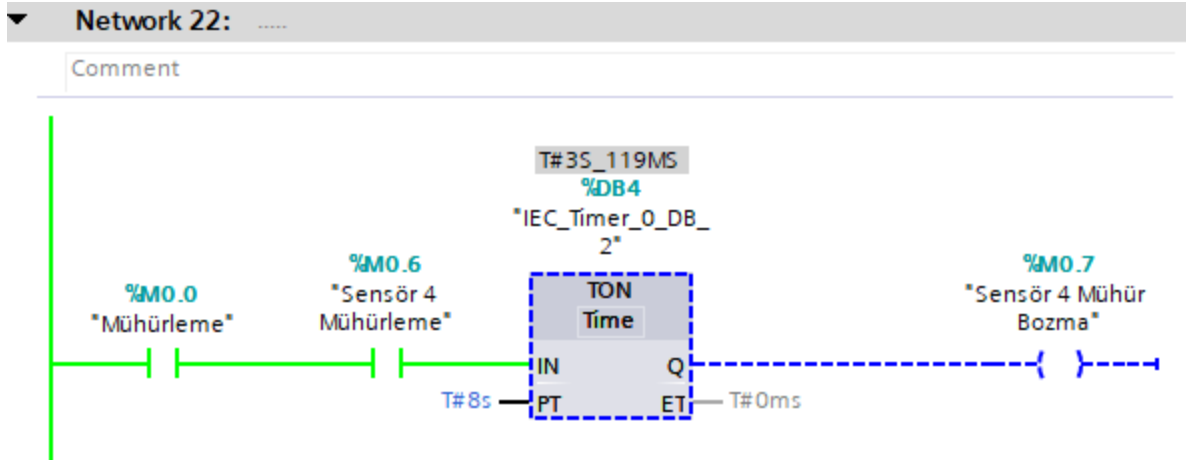 Network 22: .....
Comment
T#3S_119MS
%DB4
"IEC_Timer_0_DB_
2"
%M0.0
"Mühürleme"
%M0.6
"Sensör 4
Mühürleme"
TON
Time
IN
Q
T#8s
PT
ET
T#0ms
%M0.7
"Sensör 4 Mühür
Bozma"